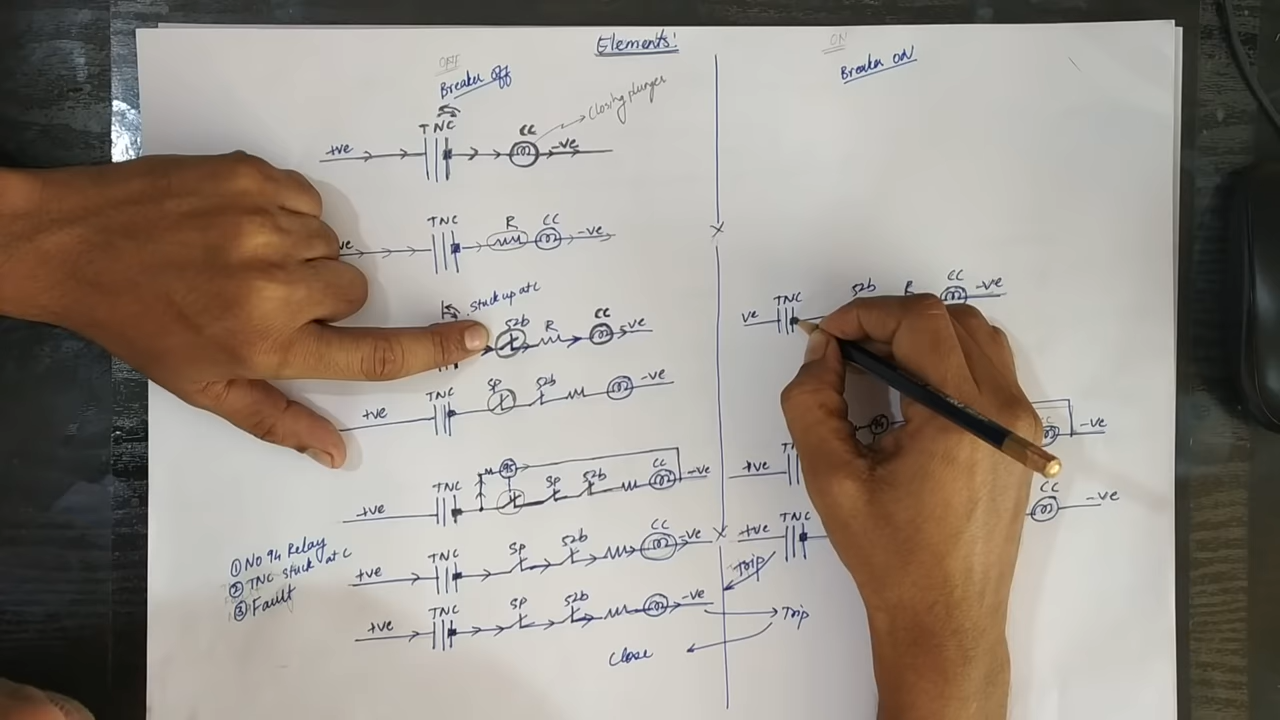 Elements:
OFF
Breaker Off
T NC
CC
closing plunger
+ve
-ve
TNC
R
CC
-ve
ve
stuck up at C
52b
R
CC
-ve
TNC
SP
52b
-ve
+ve
95
TNC
SP
52b
CC
-ve
+ve
① No 94 Relay
② TNC stuck at C
③ Fault
TNC
SP
52b
CC
-ve
+ve
TNC
SP
52b
-ve
+ve
Close
ON
Breaker ON
TNC
52b
R
CC
-ve
ve
94
-ve
+ve
TNC
CC
-ve
+ve
Trip
Trip